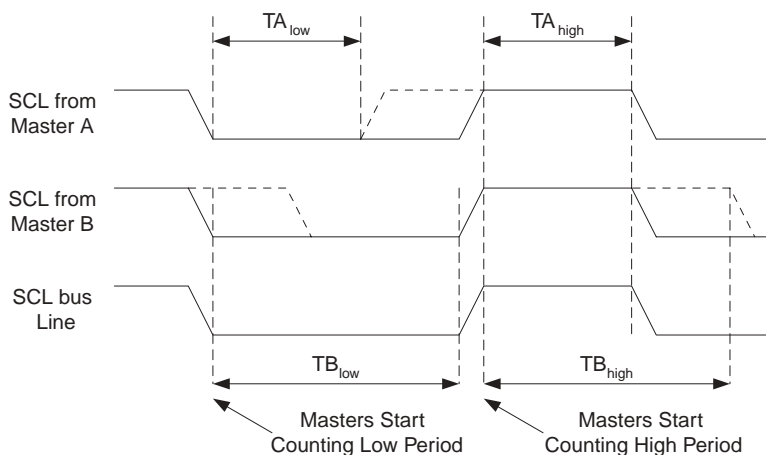 TA low
TA high
SCL from
Master A
SCL from
Master B
SCL bus
Line
TB low
TB high
Masters Start
Counting Low Period
Masters Start
Counting High Period